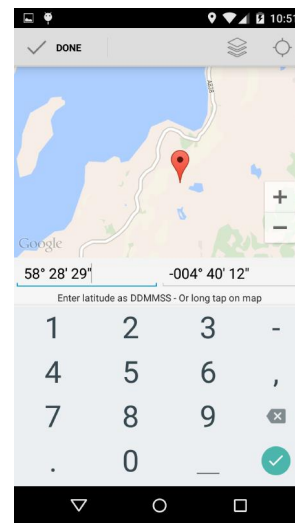 10:51
DONE
A838
Google
+
−
58° 28' 29" -004° 40' 12"
Enter latitude as DDMMSS - Or long tap on map
1 2 3 -
4 5 6 ,
7 8 9
. 0 _